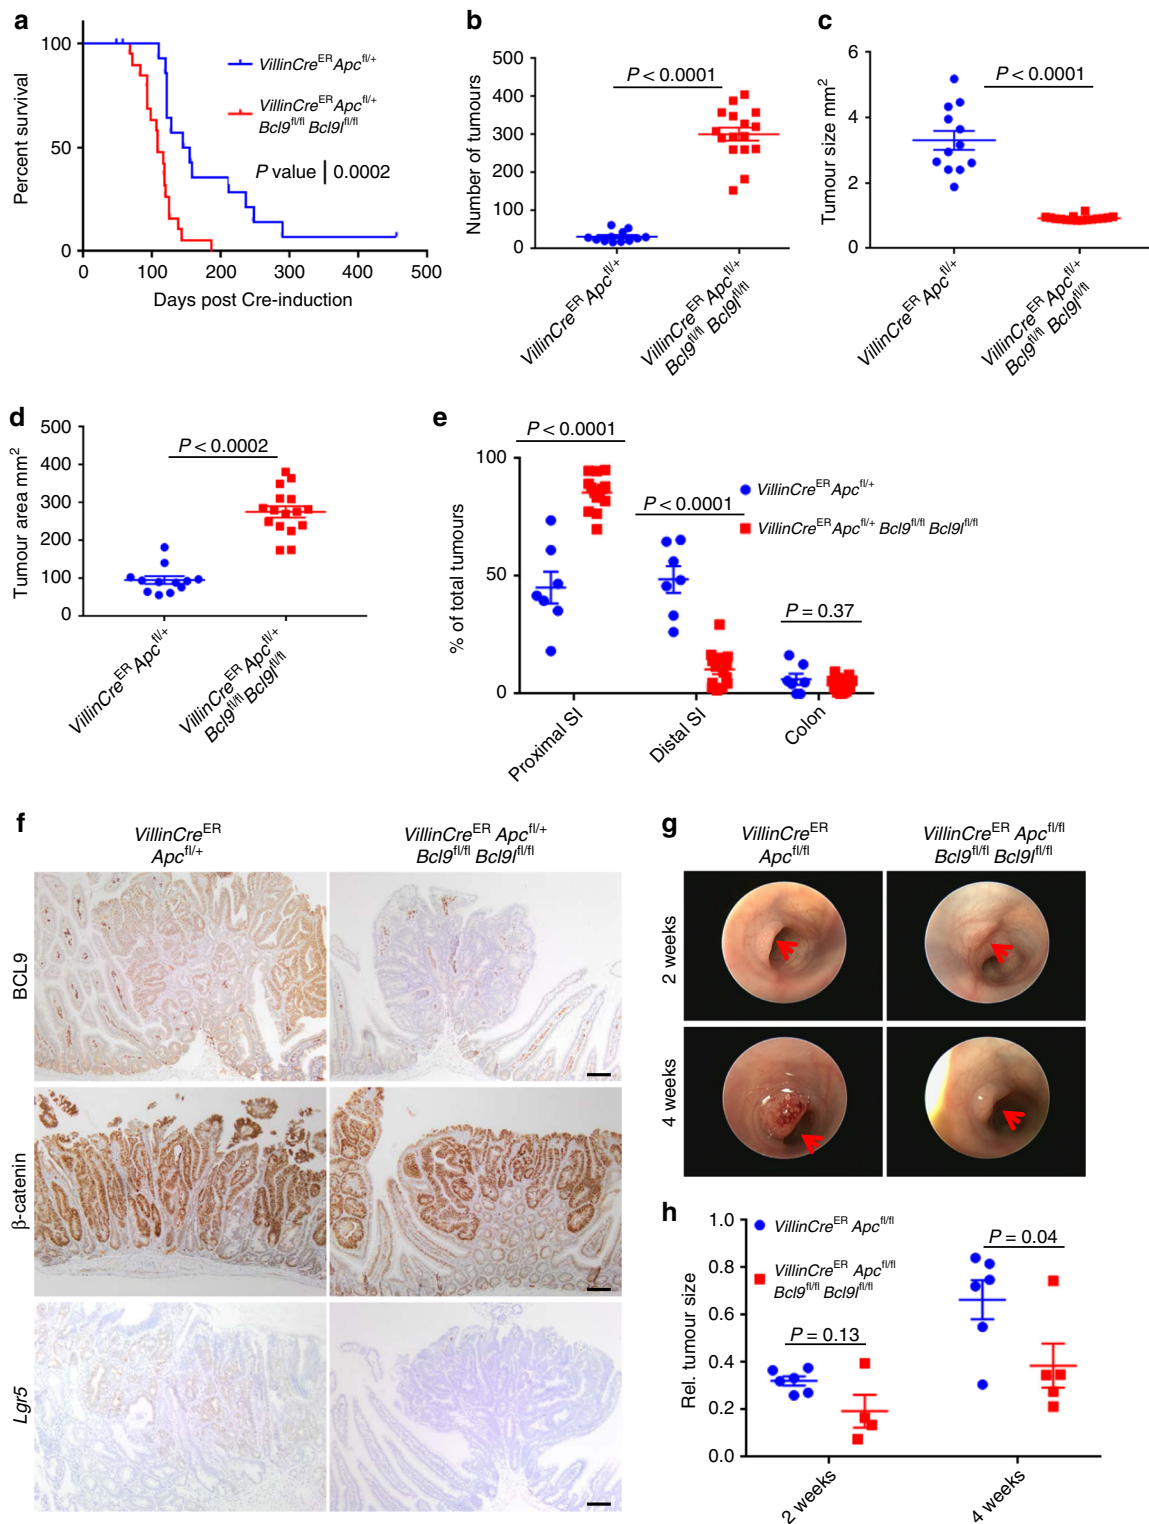 a
100
50
0
Percent survival
0 100 200 300 400 500
Days post Cre-induction
VillinCreᴱᴿ Apcᶠˡ/⁺
VillinCreᴱᴿ Apcᶠˡ/⁺
Bcl9ᶠˡ/ᶠˡ Bcl9lᶠˡ/ᶠˡ
P value | 0.0002
b
500
400
300
200
100
0
Number of tumours
P < 0.0001
VillinCreᴱᴿ Apcᶠˡ/⁺
VillinCreᴱᴿ Apcᶠˡ/⁺
Bcl9ᶠˡ/ᶠˡ Bcl9lᶠˡ/ᶠˡ
c
6
4
2
0
Tumour size mm²
P < 0.0001
VillinCreᴱᴿ Apcᶠˡ/⁺
VillinCreᴱᴿ Apcᶠˡ/⁺
Bcl9ᶠˡ/ᶠˡ Bcl9lᶠˡ/ᶠˡ
d
500
400
300
200
100
0
Tumour area mm²
P < 0.0002
VillinCreᴱᴿ Apcᶠˡ/⁺
VillinCreᴱᴿ Apcᶠˡ/⁺
Bcl9ᶠˡ/ᶠˡ Bcl9lᶠˡ/ᶠˡ
e
100
50
0
% of total tumours
P < 0.0001
P < 0.0001
P = 0.37
VillinCreᴱᴿ Apcᶠˡ/⁺
VillinCreᴱᴿ Apcᶠˡ/⁺ Bcl9ᶠˡ/ᶠˡ Bcl9lᶠˡ/ᶠˡ
Proximal SI
Distal SI
Colon
f
VillinCreᴱᴿ
Apcᶠˡ/⁺
VillinCreᴱᴿ Apcᶠˡ/⁺
Bcl9ᶠˡ/ᶠˡ Bcl9lᶠˡ/ᶠˡ
BCL9
β-catenin
Lgr5
g
VillinCreᴱᴿ
Apcᶠˡ/ᶠˡ
VillinCreᴱᴿ Apcᶠˡ/ᶠˡ
Bcl9ᶠˡ/ᶠˡ Bcl9lᶠˡ/ᶠˡ
2 weeks
4 weeks
h
1.0
0.8
0.6
0.4
0.2
0.0
Rel. tumour size
VillinCreᴱᴿ Apcᶠˡ/ᶠˡ
VillinCreᴱᴿ Apcᶠˡ/ᶠˡ
Bcl9ᶠˡ/ᶠˡ Bcl9lᶠˡ/ᶠˡ
P = 0.13
P = 0.04
2 weeks
4 weeks